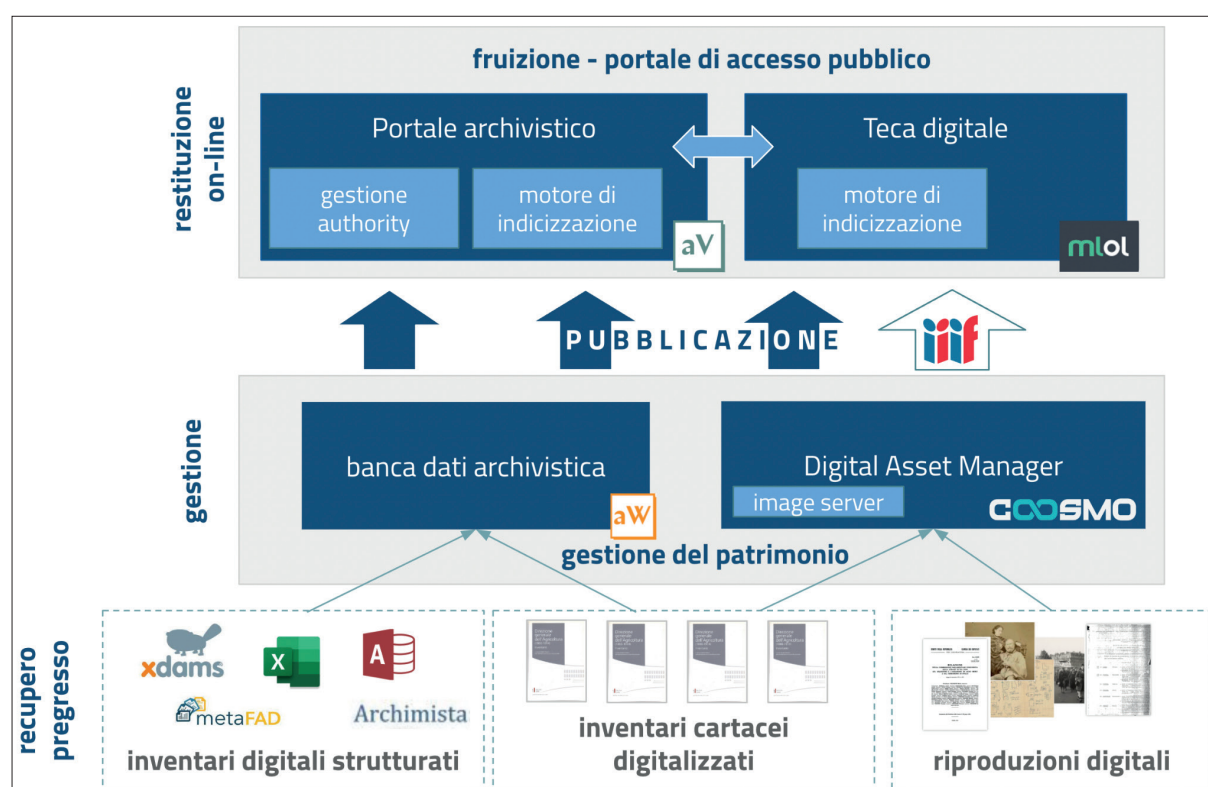 fruizione - portale di accesso pubblico
restituzione
on-line
Portale archivistico
Teca digitale
gestione
authority
motore di
indicizzazione
motore di
indicizzazione
aV
mlol
PUBBLICAZIONE
iiif
gestione
banca dati archivistica
aW
Digital Asset Manager
image server
COOSMO
gestione del patrimonio
recupero
pregresso
xdams
X
A
metaFAD
Archimista
inventari digitali strutturati
inventari cartacei
digitalizzati
riproduzioni digitali